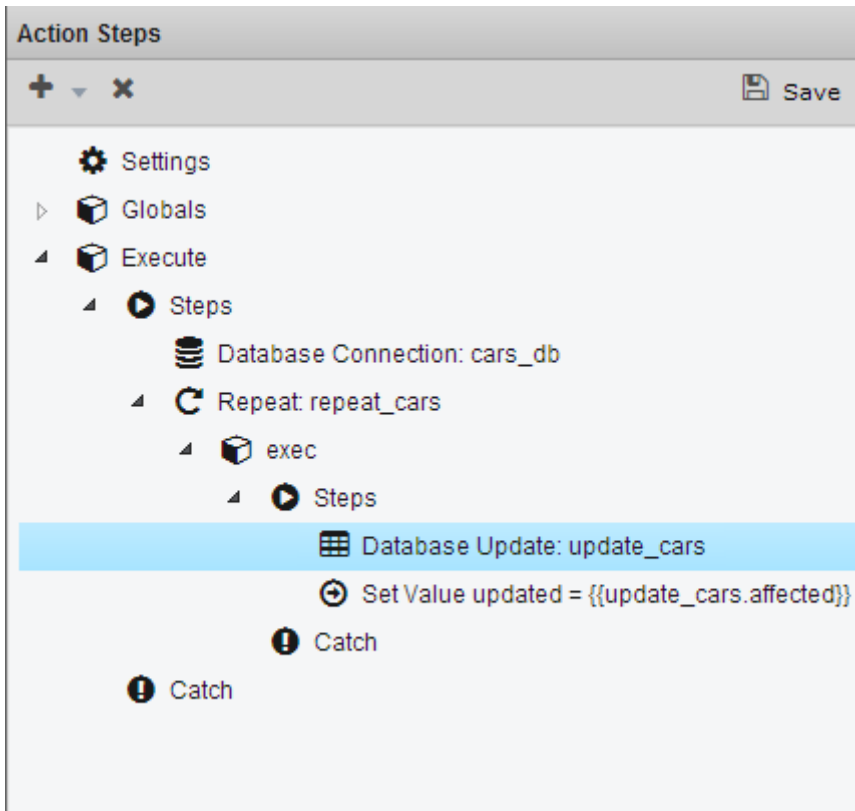 Action Steps
Save
Settings
Globals
Execute
Steps
Database Connection: cars_db
Repeat: repeat_cars
exec
Steps
Database Update: update_cars
Set Value updated = {{update_cars.affected}}
Catch
Catch